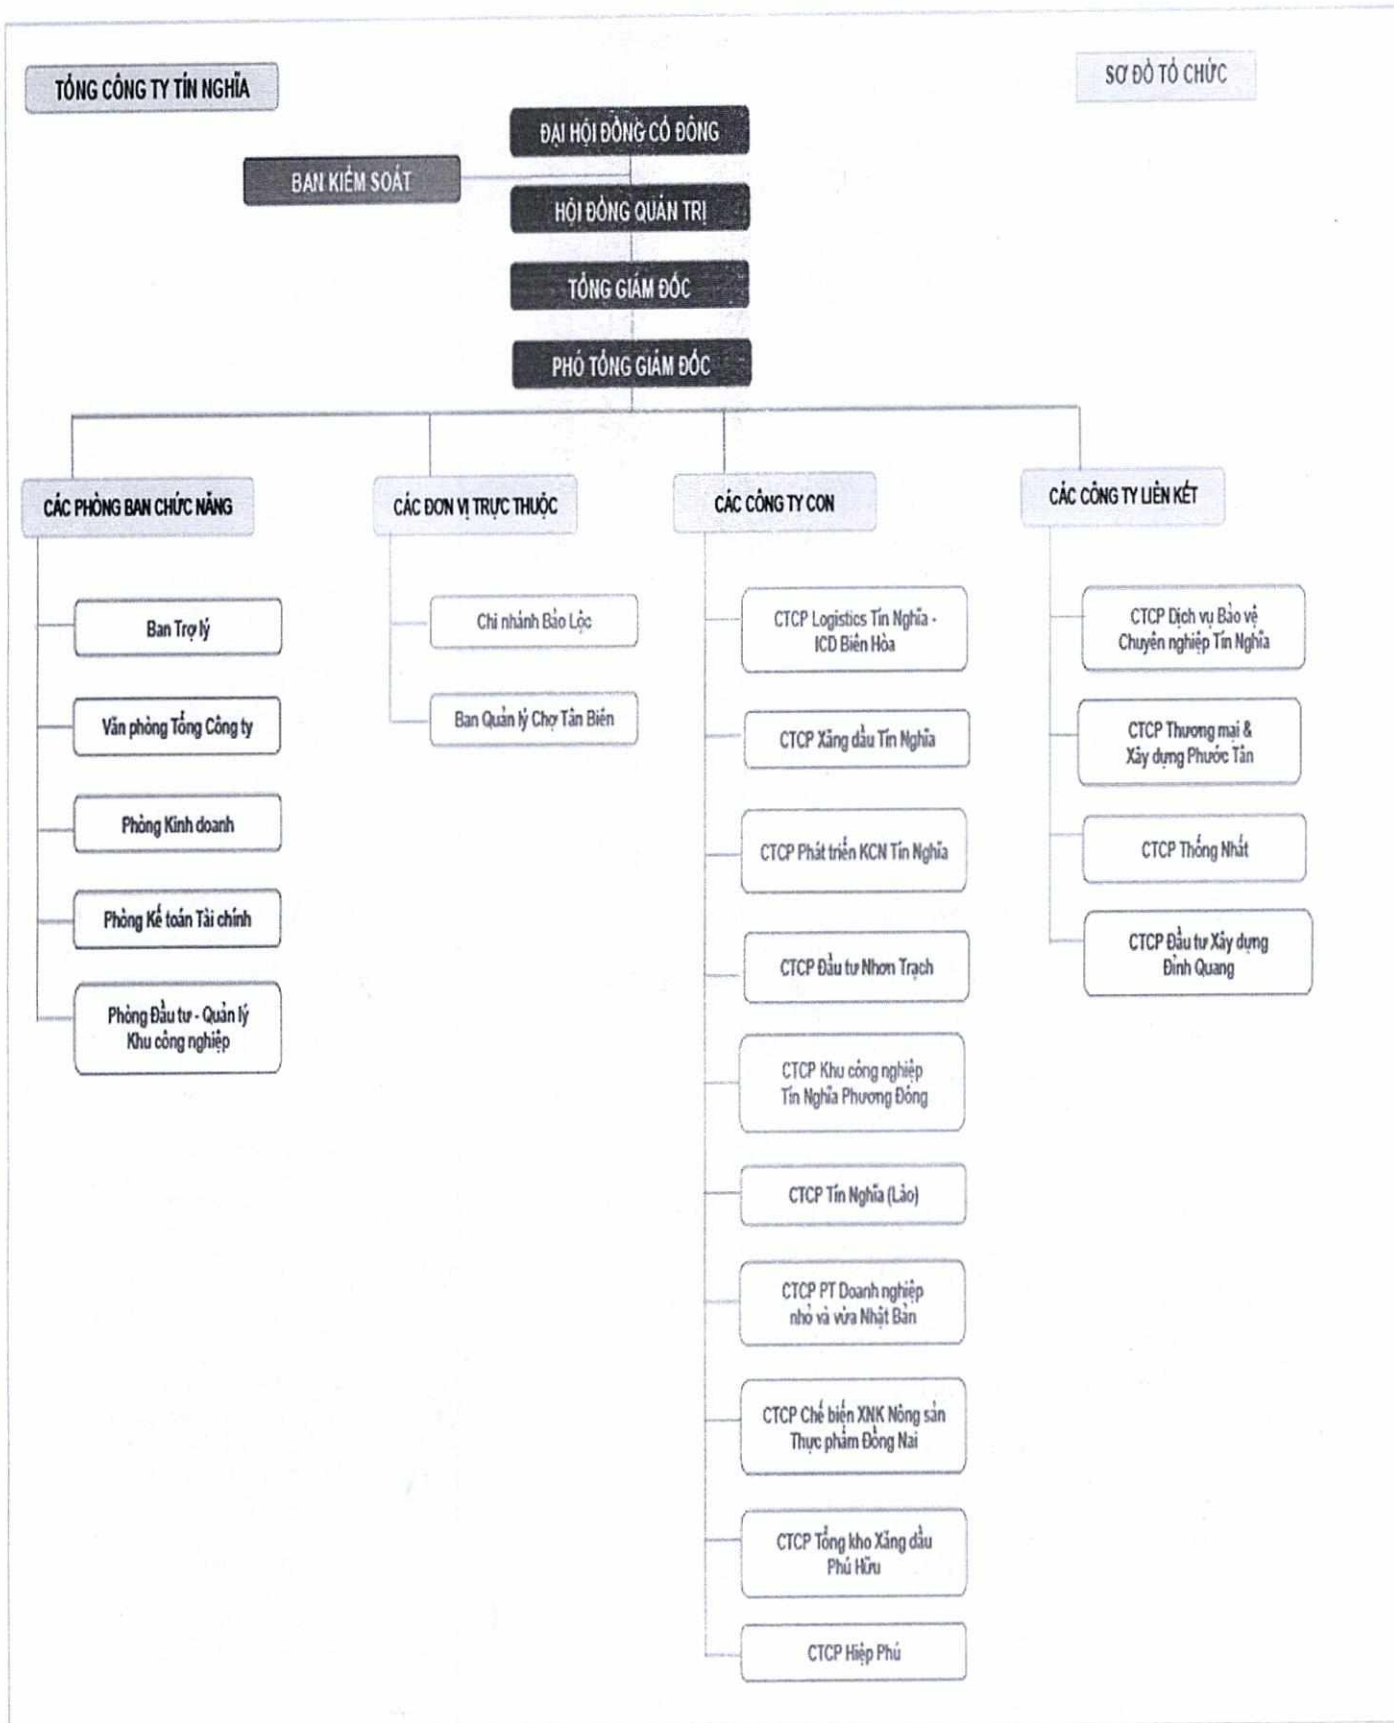 TỔNG CÔNG TY TÍN NGHĨA
SƠ ĐỒ TỔ CHỨC
ĐẠI HỘI ĐỒNG CỔ ĐÔNG
BAN KIỂM SOÁT
HỘI ĐỒNG QUẢN TRỊ
TỔNG GIÁM ĐỐC
PHÓ TỔNG GIÁM ĐỐC
CÁC PHÒNG BAN CHỨC NĂNG
Ban Trợ lý
Văn phòng Tổng Công ty
Phòng Kinh doanh
Phòng Kế toán Tài chính
Phòng Đầu tư - Quản lý
Khu công nghiệp
CÁC ĐƠN VỊ TRỰC THUỘC
Chi nhánh Bảo Lộc
Ban Quản lý Chợ Tân Biên
CÁC CÔNG TY CON
CTCP Logistics Tín Nghĩa -
ICD Biên Hòa
CTCP Xăng dầu Tín Nghĩa
CTCP Phát triển KCN Tín Nghĩa
CTCP Đầu tư Nhơn Trạch
CTCP Khu công nghiệp
Tín Nghĩa Phương Đông
CTCP Tín Nghĩa (Lào)
CTCP PT Doanh nghiệp
nhỏ và vừa Nhật Bản
CTCP Chế biến XNK Nông sản
Thực phẩm Đồng Nai
CTCP Tổng kho Xăng dầu
Phú Hữu
CTCP Hiệp Phú
CÁC CÔNG TY LIÊN KẾT
CTCP Dịch vụ Bảo vệ
Chuyên nghiệp Tín Nghĩa
CTCP Thương mại &
Xây dựng Phước Tân
CTCP Thống Nhất
CTCP Đầu tư Xây dựng
Đình Quang